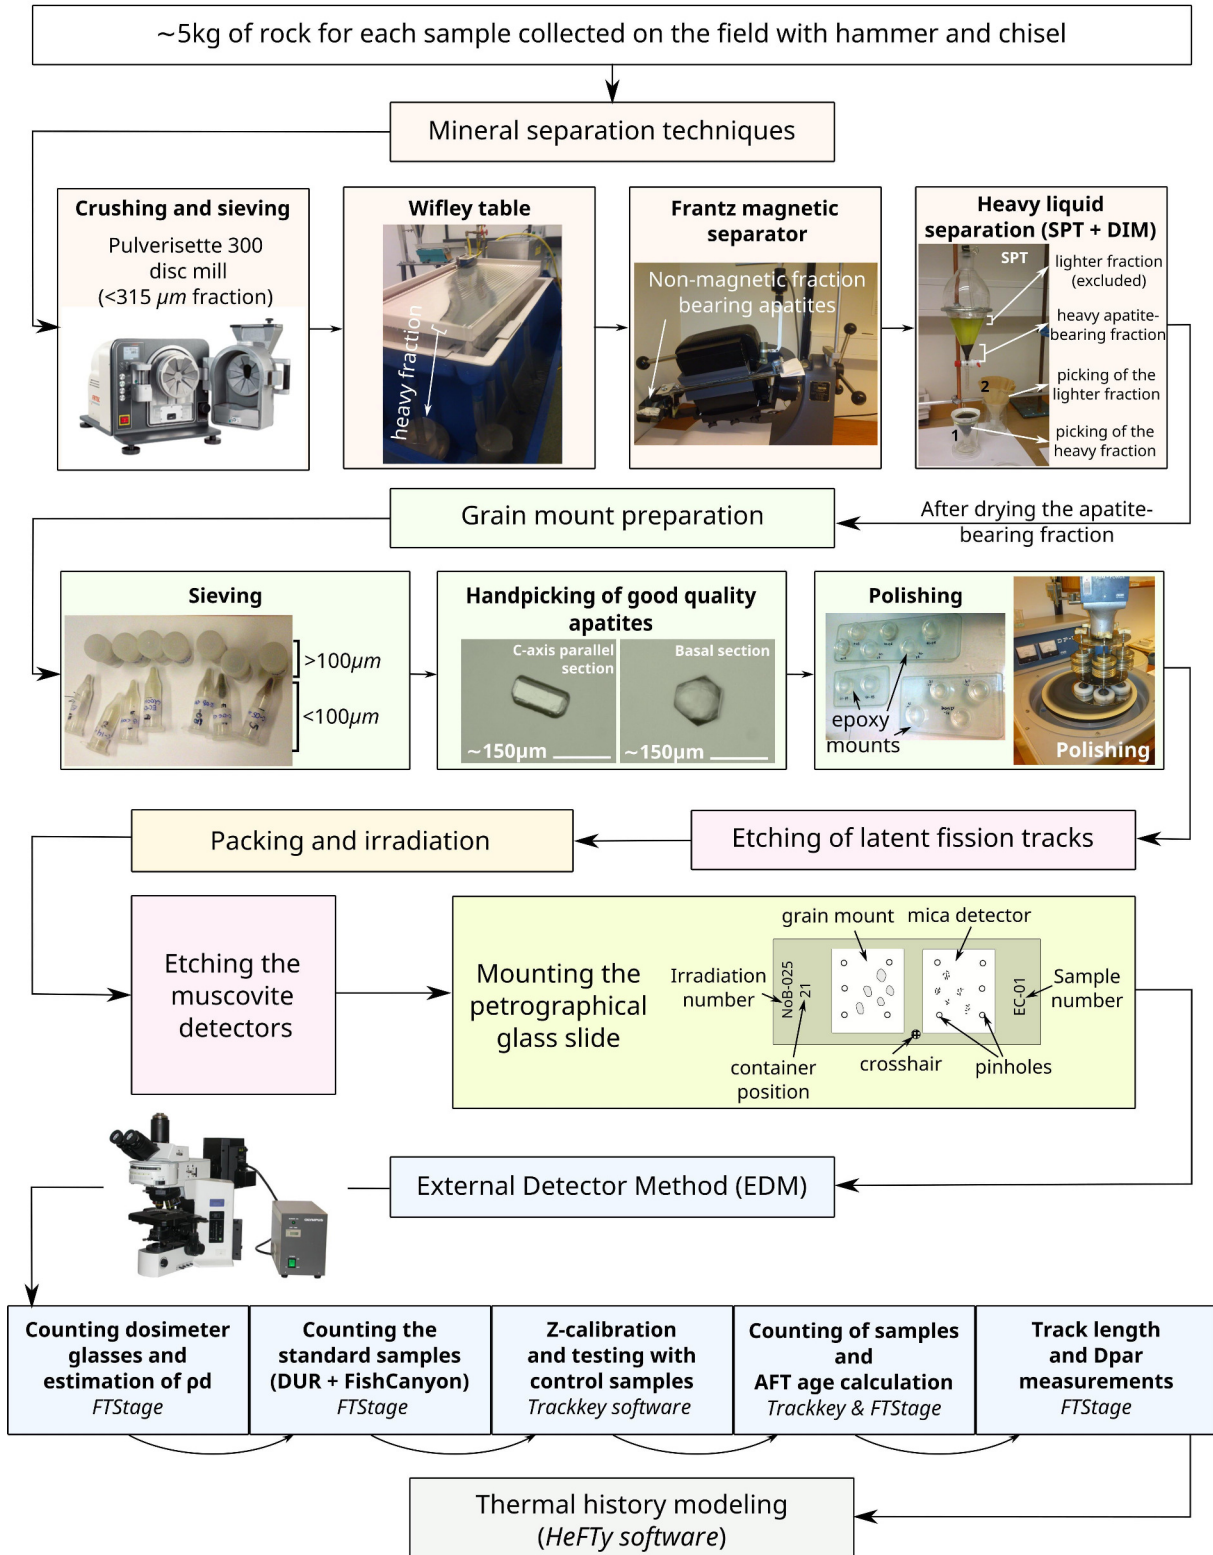 ~5kg of rock for each sample collected on the field with hammer and chisel
Mineral separation techniques
Crushing and sieving
Pulverisette 300
disc mill
(<315 µm fraction)
Wifley table
heavy fraction
Frantz magnetic
separator
Non-magnetic fraction
bearing apatites
Heavy liquid
separation (SPT + DIM)
SPT
lighter fraction
(excluded)
heavy apatite-
bearing fraction
2
picking of the
lighter fraction
1
picking of the
heavy fraction
Grain mount preparation
After drying the apatite-
bearing fraction
Sieving
>100µm
<100µm
Handpicking of good quality
apatites
C-axis parallel
section
~150µm
Basal section
~150µm
Polishing
epoxy
mounts
Polishing
Packing and irradiation
Etching of latent fission tracks
Etching the
muscovite
detectors
Mounting the
petrographical
glass slide
grain mount
mica detector
Irradiation
number
NoB-025
21
EC-01
Sample
number
container
position
crosshair
pinholes
External Detector Method (EDM)
Counting dosimeter
glasses and
estimation of ρd
FTStage
Counting the
standard samples
(DUR + FishCanyon)
FTStage
Z-calibration
and testing with
control samples
Trackkey software
Counting of samples
and
AFT age calculation
Trackkey & FTStage
Track length
and Dpar
measurements
FTStage
Thermal history modeling
(HeFTy software)